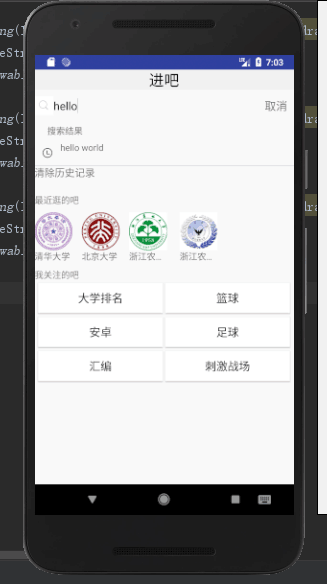 7:03
进吧
hello
取消
搜索结果
hello world
清除历史记录
最近逛的吧
清华大学 北京大学 浙江农... 浙江农...
我关注的吧
大学排名 篮球
安卓 足球
汇编 刺激战场